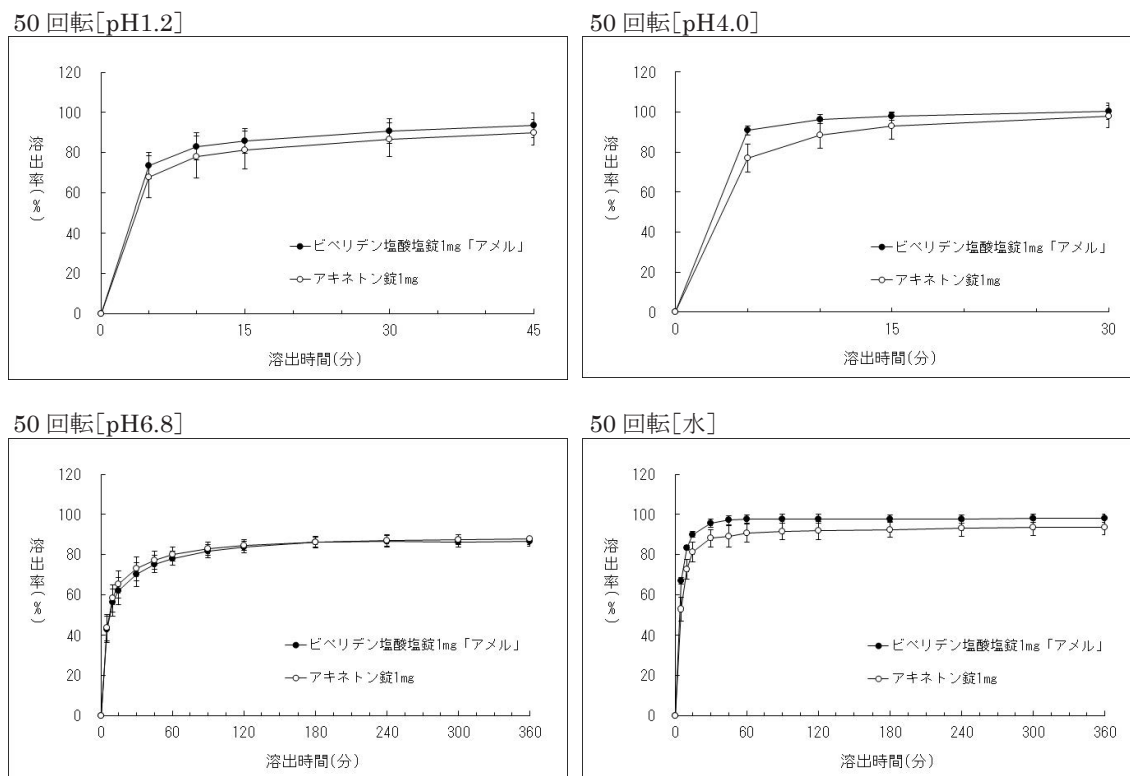 50 回転[pH1.2]
120
100
80
60
40
20
0
溶出率(%)
ビペリデン塩酸塩錠1mg「アメル」
アキネトン錠1mg
0 15 30 45
溶出時間(分)
50 回転[pH4.0]
120
100
80
60
40
20
0
溶出率(%)
ビペリデン塩酸塩錠1mg「アメル」
アキネトン錠1mg
0 15 30
溶出時間(分)
50 回転[pH6.8]
120
100
80
60
40
20
0
溶出率(%)
ビペリデン塩酸塩錠1mg「アメル」
アキネトン錠1mg
0 60 120 180 240 300 360
溶出時間(分)
50 回転[水]
120
100
80
60
40
20
0
溶出率(%)
ビペリデン塩酸塩錠1mg「アメル」
アキネトン錠1mg
0 60 120 180 240 300 360
溶出時間(分)